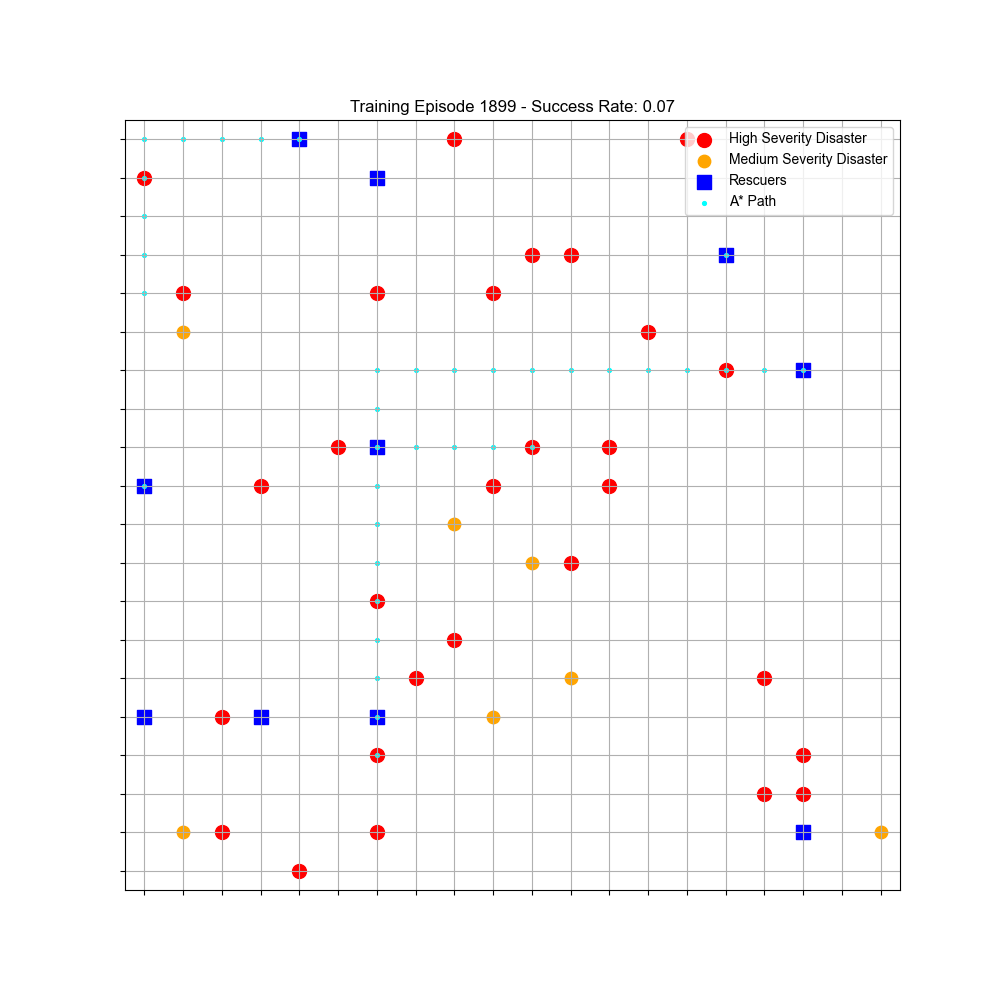 Training Episode 1899 - Success Rate: 0.07
High Severity Disaster
Medium Severity Disaster
Rescuers
A* Path